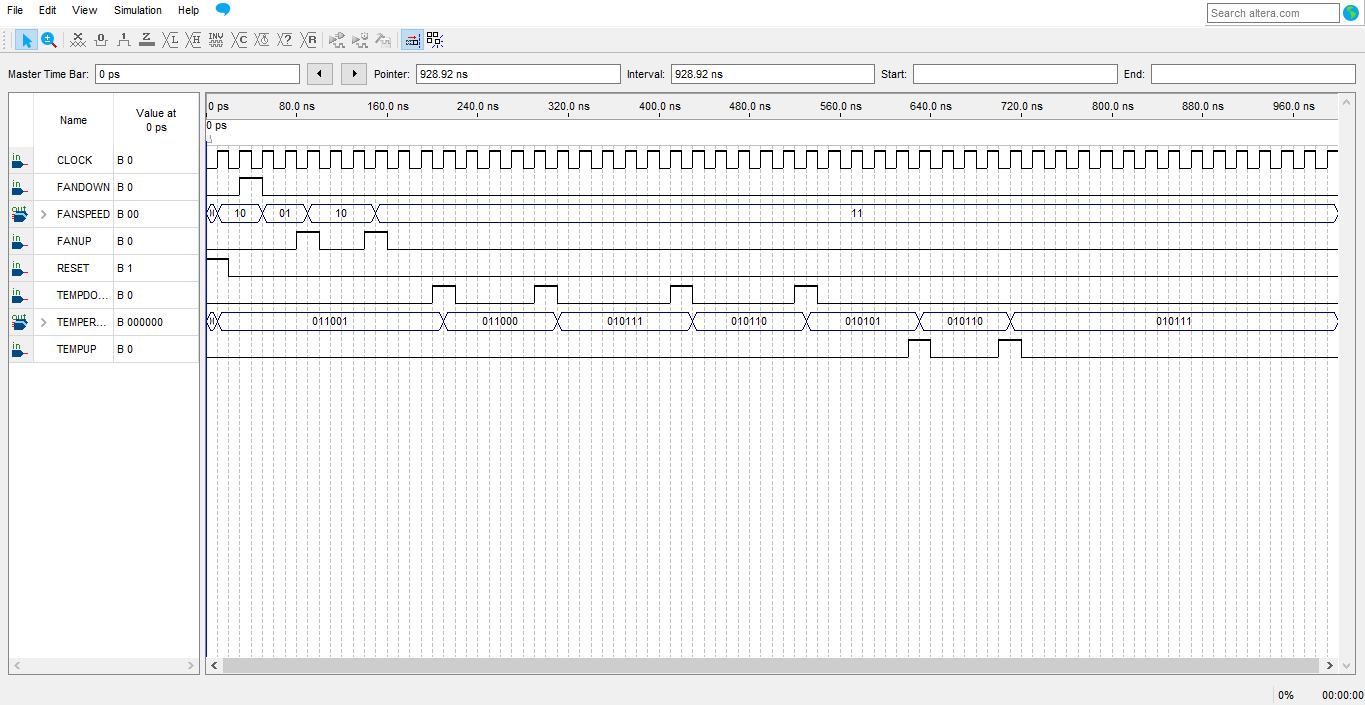 File Edit View Simulation Help Search altera.com
Master Time Bar: 0 ps Pointer: 928.92 ns Interval: 928.92 ns Start: End:
Name Value at 0 ps 0 ps 80.0 ns 160.0 ns 240.0 ns 320.0 ns 400.0 ns 480.0 ns 560.0 ns 640.0 ns 720.0 ns 800.0 ns 880.0 ns 960.0 ns
0 ps
in CLOCK B 0
in FANDOWN B 0
out FANSPEED B 00 10 01 10 11
in FANUP B 0
in RESET B 1
in TEMPDO... B 0
out TEMPER... B 000000 011001 011000 010111 010110 010101 010110 010111
in TEMPUP B 0
0% 00:00:00